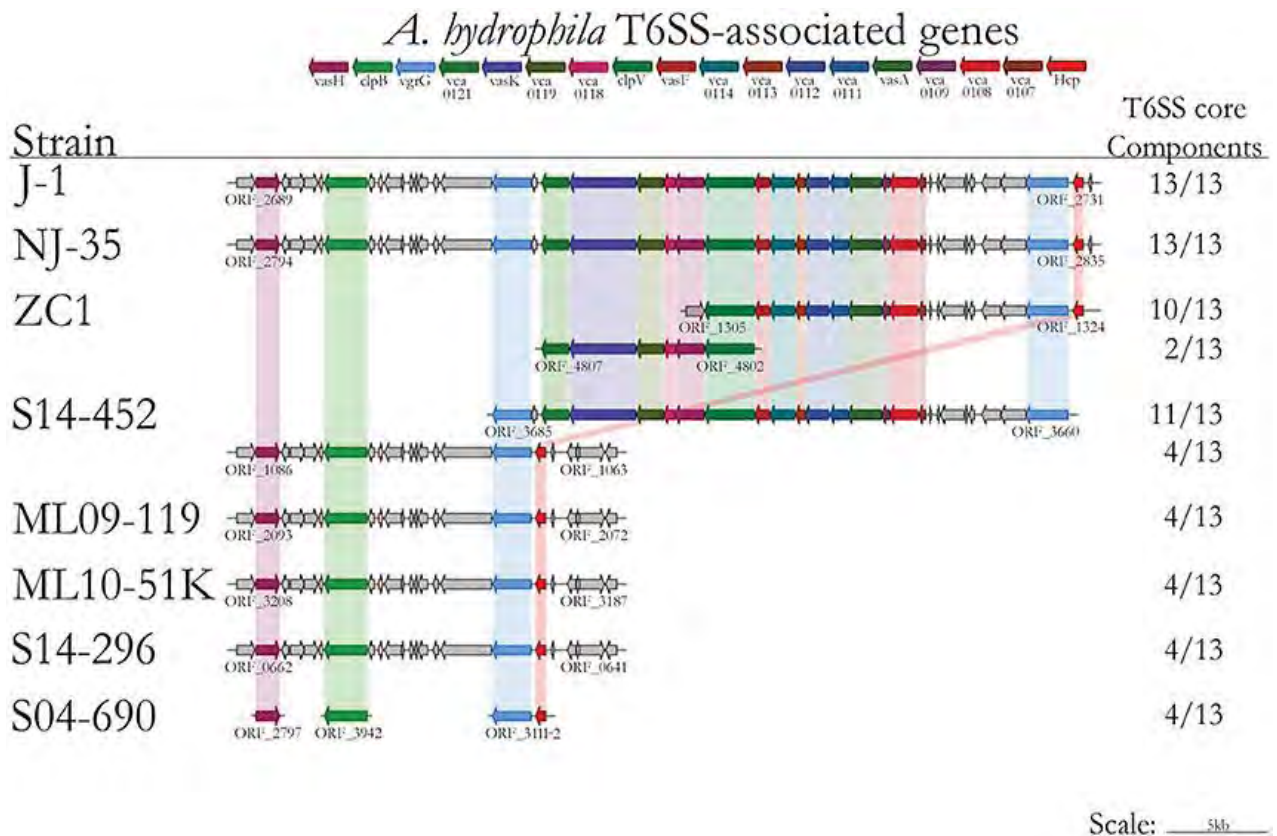 A. hydrophila T6SS-associated genes
vasH clpB vgrG vca 0121 vasK vca 0119 vca 0118 clpV vasF vca 0114 vca 0113 vca 0112 vca 0111 vasA vca 0109 vca 0108 vca 0107 Hcp
Strain
T6SS core
Components
J-1 13/13
ORF_2689 ORF_2731
NJ-35 13/13
ORF_2794 ORF_2835
ZC1 10/13
ORF_1305 ORF_1324
2/13
ORF_4807 ORF_4802
S14-452 11/13
ORF_3685 ORF_3660
4/13
ORF_1086 ORF_1063
ML09-119 4/13
ORF_2093 ORF_2072
ML10-51K 4/13
ORF_3208 ORF_3187
S14-296 4/13
ORF_0662 ORF_0641
S04-690 4/13
ORF_2797 ORF_3942 ORF_3111-2
Scale: 5kb